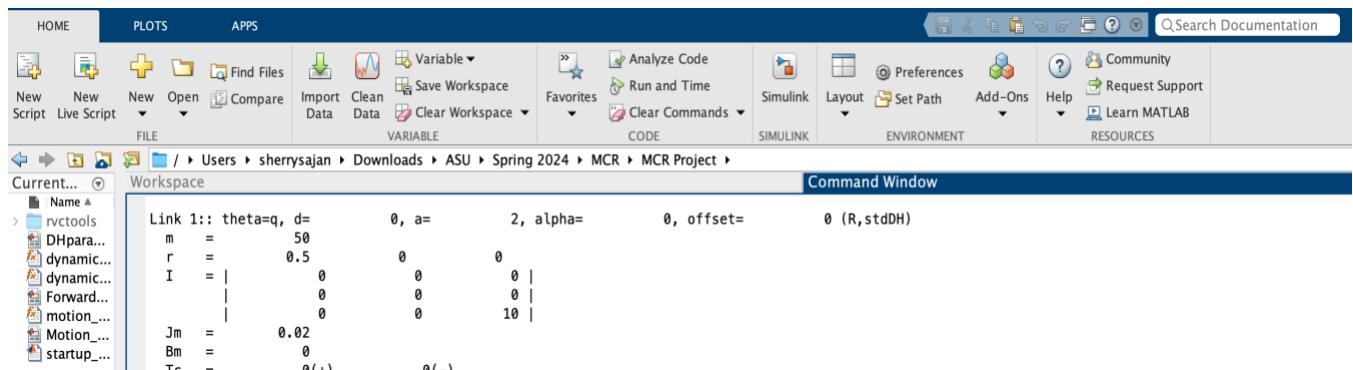 HOME PLOTS APPS Search Documentation
Find Files Variable Analyze Code Preferences Community
New Script New Live Script New Open Compare Import Data Clean Data Save Workspace Favorites Run and Time Simulink Layout Set Path Add-Ons Help Request Support
Clear Workspace Clear Commands Learn MATLAB
FILE VARIABLE CODE SIMULINK ENVIRONMENT RESOURCES
/ Users sherrysajan Downloads ASU Spring 2024 MCR MCR Project
Current... Workspace Command Window
Name
rvctools
DHpara...
dynamic...
dynamic...
Forward...
motion_...
Motion_...
startup_...
Link 1:: theta=q, d= 0, a= 2, alpha= 0, offset= 0 (R,stdDH)
m = 50
r = 0.5 0 0
I = | 0 0 0 |
| 0 0 0 |
| 0 0 10 |
Jm = 0.02
Bm = 0
Tc = 0(+) 0(-)